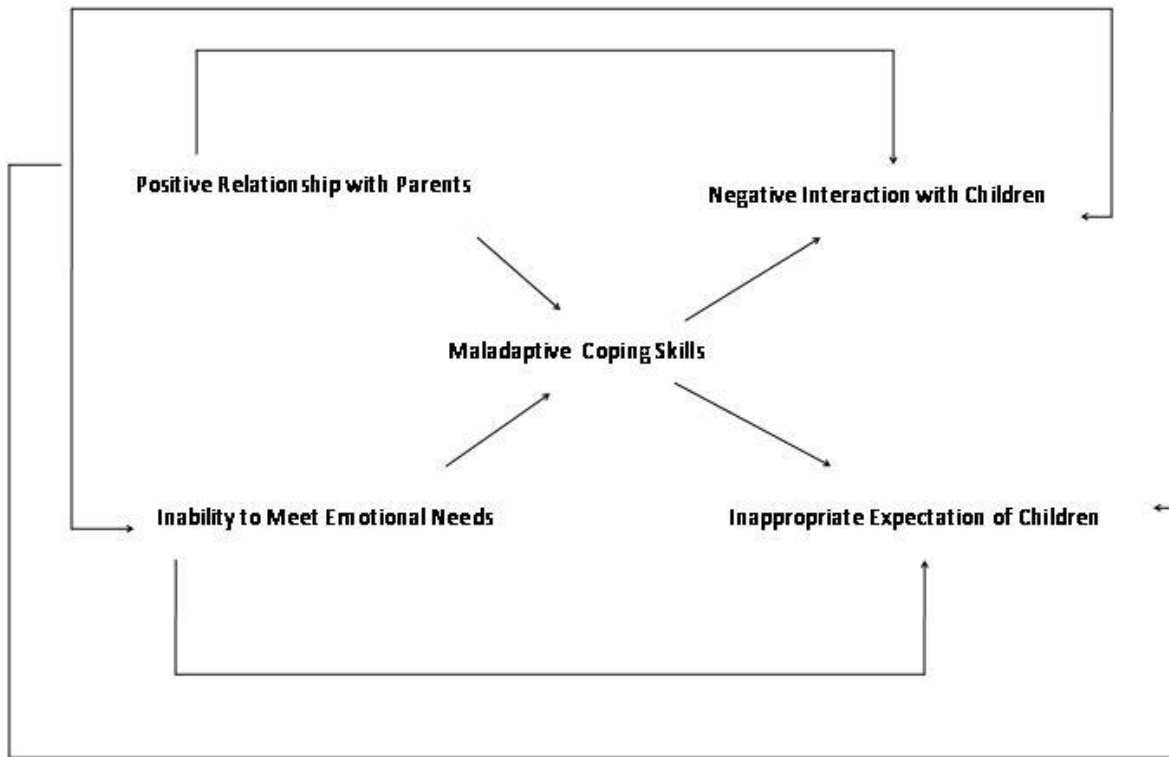 Positive Relationship with Parents
Negative Interaction with Children
Maladaptive Coping Skills
Inability to Meet Emotional Needs
Inappropriate Expectation of Children